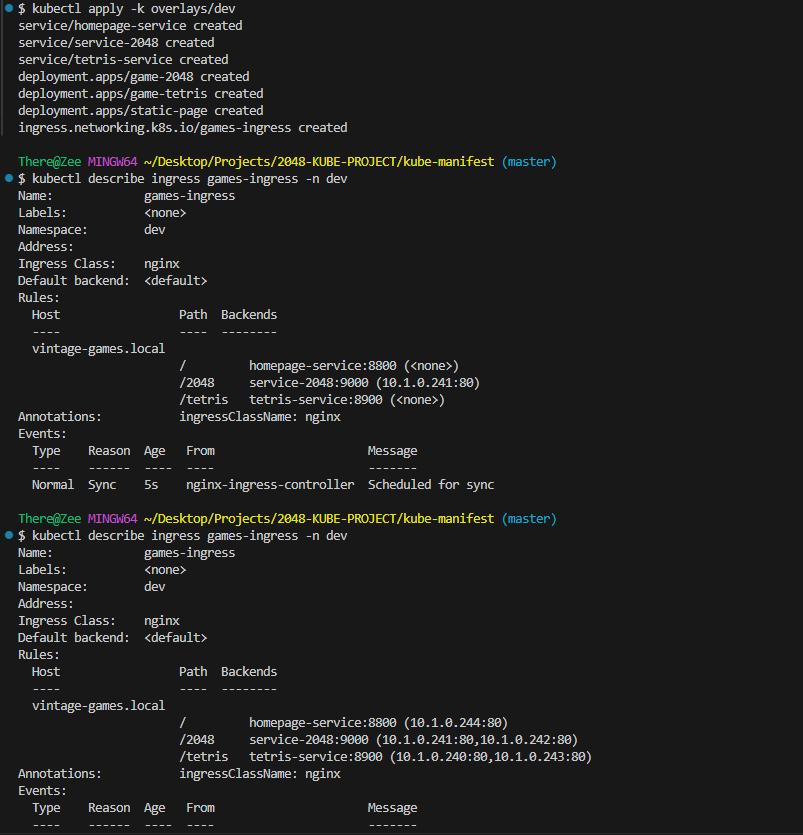 $ kubectl apply -k overlays/dev
service/homepage-service created
service/service-2048 created
service/tetris-service created
deployment.apps/game-2048 created
deployment.apps/game-tetris created
deployment.apps/static-page created
ingress.networking.k8s.io/games-ingress created
There@Zee MINGW64 ~/Desktop/Projects/2048-KUBE-PROJECT/kube-manifest (master)
$ kubectl describe ingress games-ingress -n dev
Name:             games-ingress
Labels:           <none>
Namespace:        dev
Address:
Ingress Class:    nginx
Default backend:  <default>
Rules:
  Host                 Path  Backends
  ----                 ----  --------
  vintage-games.local
                       /         homepage-service:8800 (<none>)
                       /2048     service-2048:9000 (10.1.0.241:80)
                       /tetris   tetris-service:8900 (<none>)
Annotations:           ingressClassName: nginx
Events:
  Type    Reason  Age   From                      Message
  ----    ------  ----  ----                      -------
  Normal  Sync    5s    nginx-ingress-controller  Scheduled for sync
There@Zee MINGW64 ~/Desktop/Projects/2048-KUBE-PROJECT/kube-manifest (master)
$ kubectl describe ingress games-ingress -n dev
Name:             games-ingress
Labels:           <none>
Namespace:        dev
Address:
Ingress Class:    nginx
Default backend:  <default>
Rules:
  Host                 Path  Backends
  ----                 ----  --------
  vintage-games.local
                       /         homepage-service:8800 (10.1.0.244:80)
                       /2048     service-2048:9000 (10.1.0.241:80,10.1.0.242:80)
                       /tetris   tetris-service:8900 (10.1.0.240:80,10.1.0.243:80)
Annotations:           ingressClassName: nginx
Events:
  Type    Reason  Age   From                      Message
  ----    ------  ----  ----                      -------